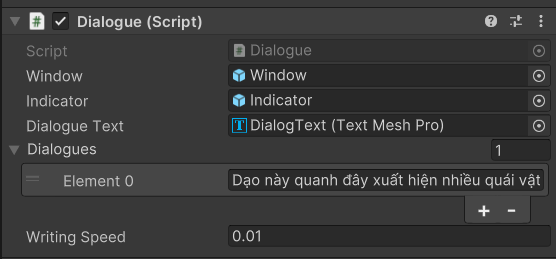 Dialogue (Script)
Script Dialogue
Window Window
Indicator Indicator
Dialogue Text DialogText (Text Mesh Pro)
Dialogues 1
Element 0 Dạo này quanh đây xuất hiện nhiều quái vật
Writing Speed 0.01